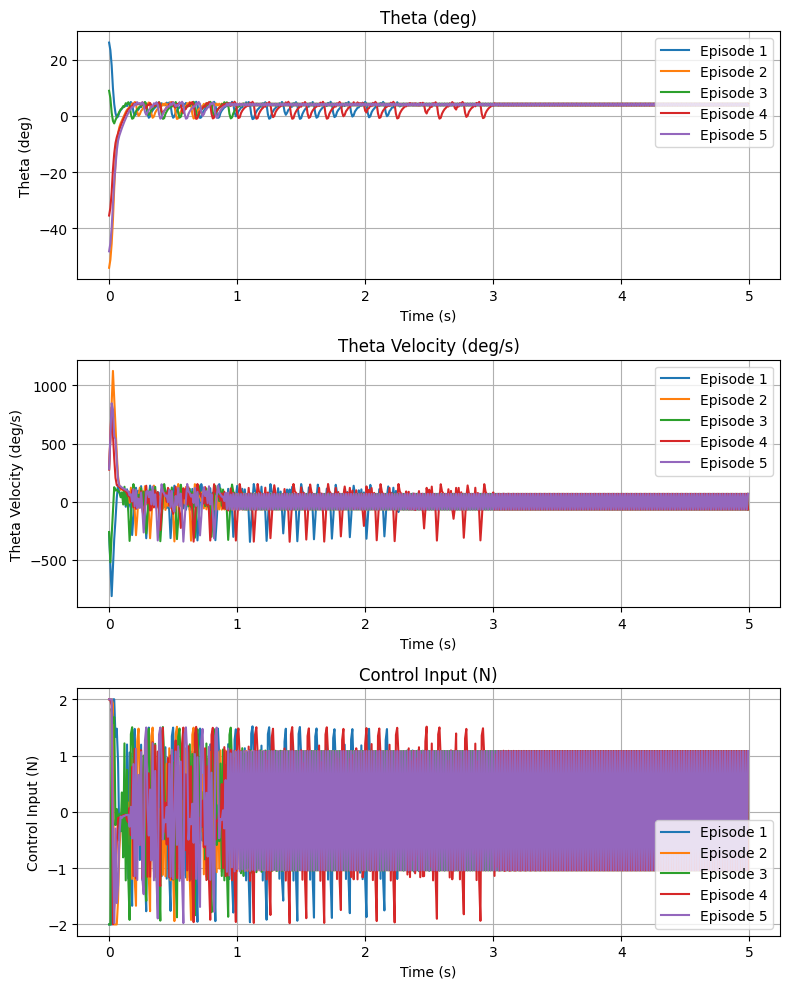 Theta (deg)
20
0
−20
−40
Theta (deg)
Episode 1
Episode 2
Episode 3
Episode 4
Episode 5
0 1 2 3 4 5
Time (s)
Theta Velocity (deg/s)
1000
500
0
−500
Theta Velocity (deg/s)
Episode 1
Episode 2
Episode 3
Episode 4
Episode 5
0 1 2 3 4 5
Time (s)
Control Input (N)
2
1
0
−1
−2
Control Input (N)
Episode 1
Episode 2
Episode 3
Episode 4
Episode 5
0 1 2 3 4 5
Time (s)